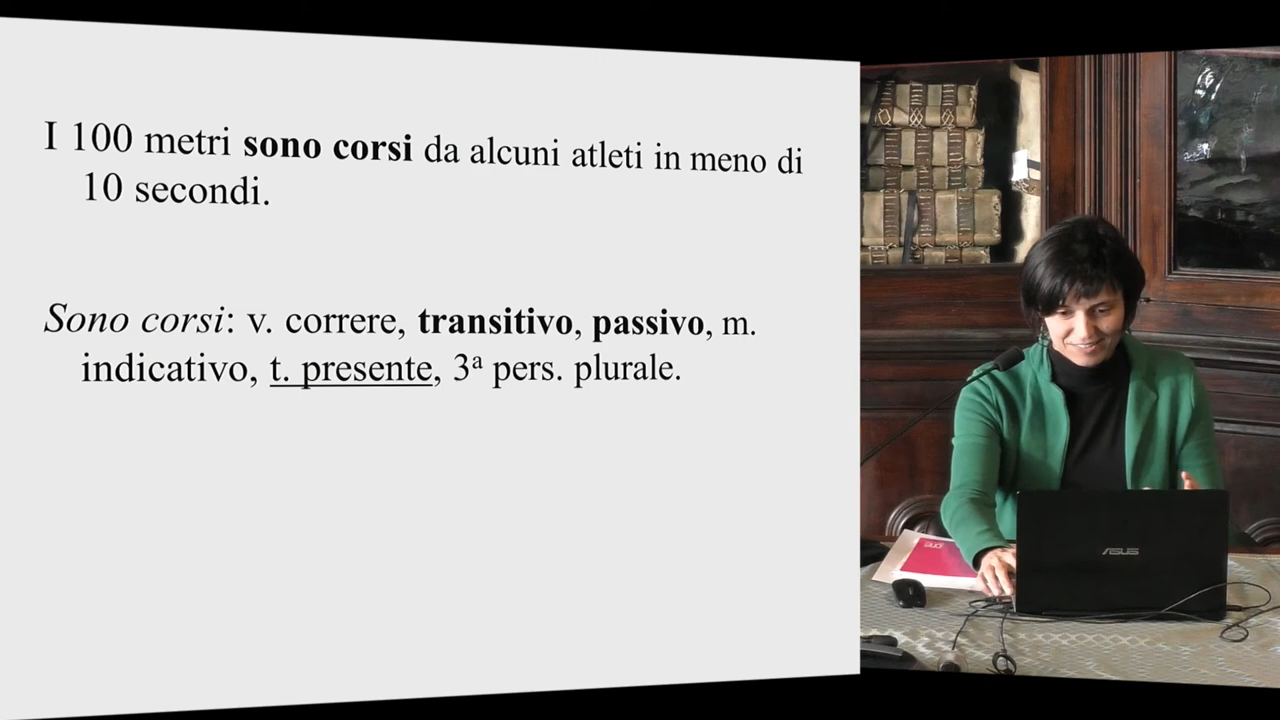 I 100 metri sono corsi da alcuni atleti in meno di
10 secondi.
Sono corsi: v. correre, transitivo, passivo, m.
indicativo, t. presente, 3ª pers. plurale.
ASUS